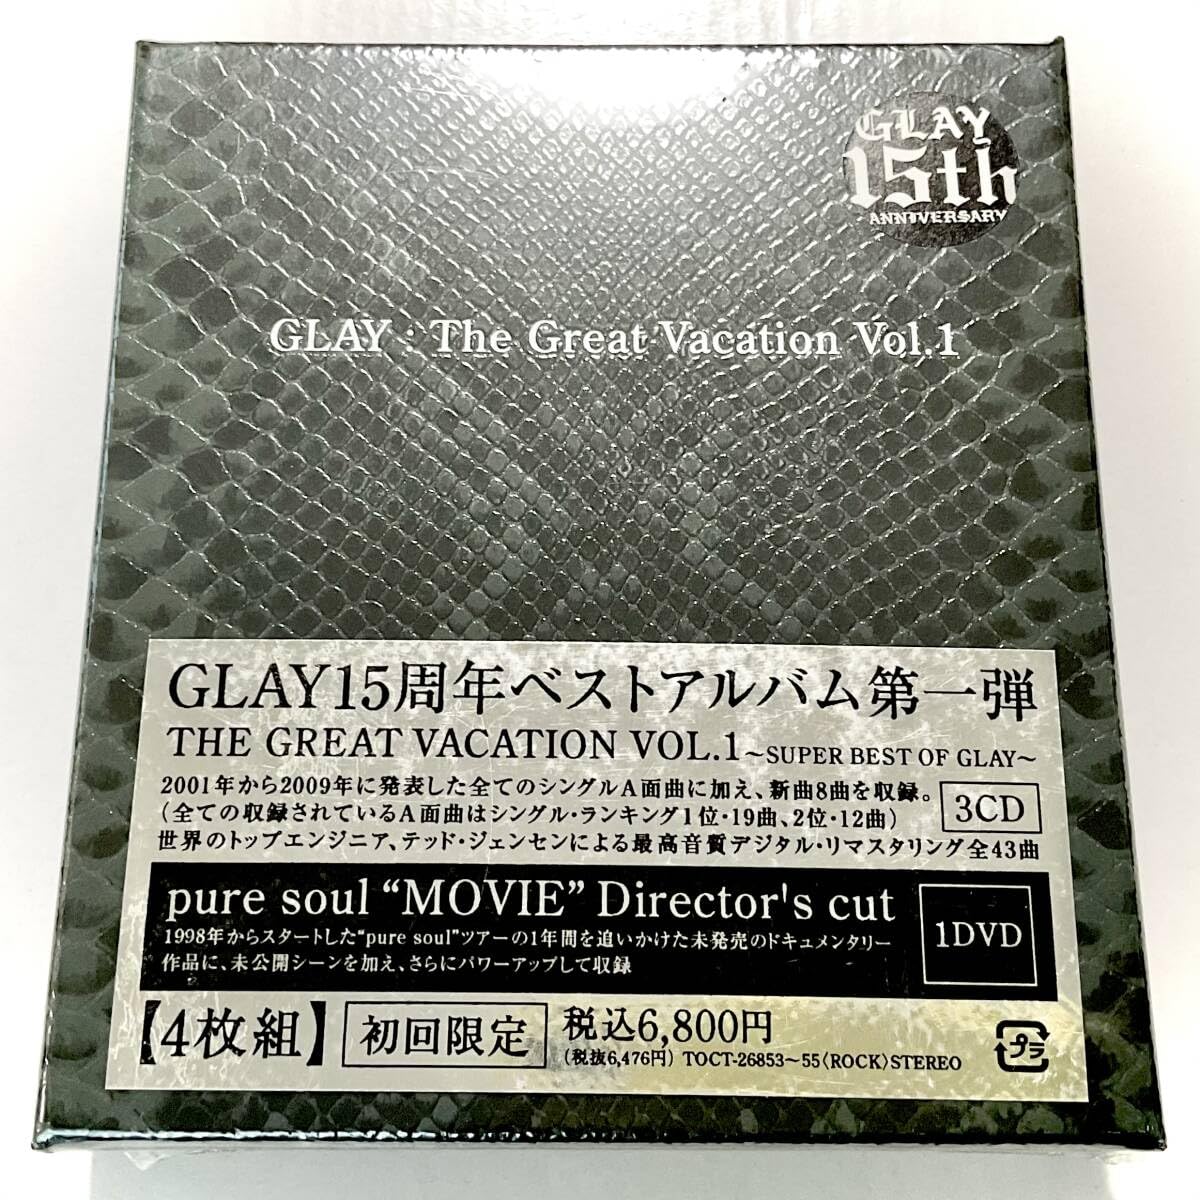 GLAY
15th
ANNIVERSARY
GLAY : The Great Vacation Vol.1
GLAY15周年ベストアルバム第一弾
THE GREAT VACATION VOL.1〜SUPER BEST OF GLAY〜
2001年から2009年に発表した全てのシングルA面曲に加え、新曲8曲を収録。
(全ての収録されているA面曲はシングル・ランキング1位・19曲、2位・12曲)
3CD
世界のトップエンジニア、テッド・ジェンセンによる最高音質デジタル・リマスタリング全43曲
pure soul “MOVIE” Director's cut
1998年からスタートした“pure soul”ツアーの1年間を追いかけた未発売のドキュメンタリー
作品に、未公開シーンを加え、さらにパワーアップして収録
1DVD
【4枚組】 初回限定 税込6,800円
(税抜6,476円) TOCT-26853〜55〈ROCK〉STEREO
プラ